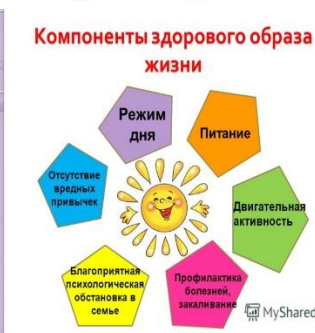 Компоненты здорового образа
жизни
Режим
дня
Питание
Отсутствие
вредных
привычек
Двигательная
активность
Благоприятная
психологическая
обстановка в
семье
Профилактика
болезней,
закаливание
MyShared